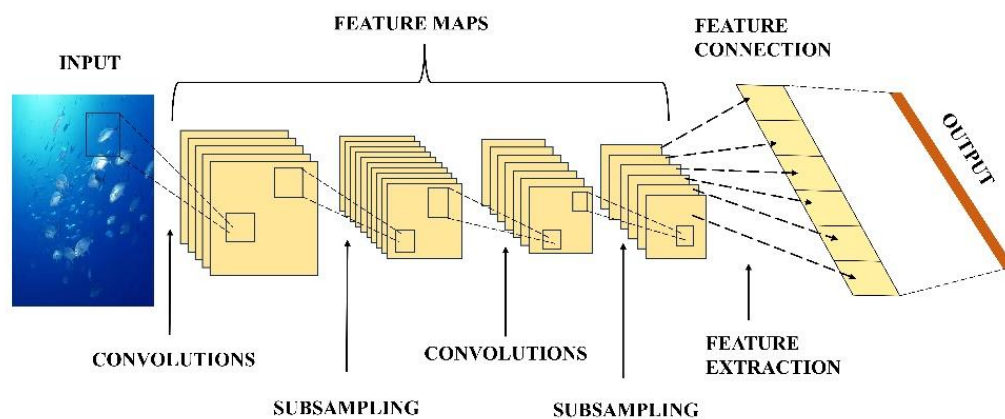 FEATURE MAPS
FEATURE
CONNECTION
INPUT
OUTPUT
CONVOLUTIONS
SUBSAMPLING
CONVOLUTIONS
SUBSAMPLING
FEATURE
EXTRACTION